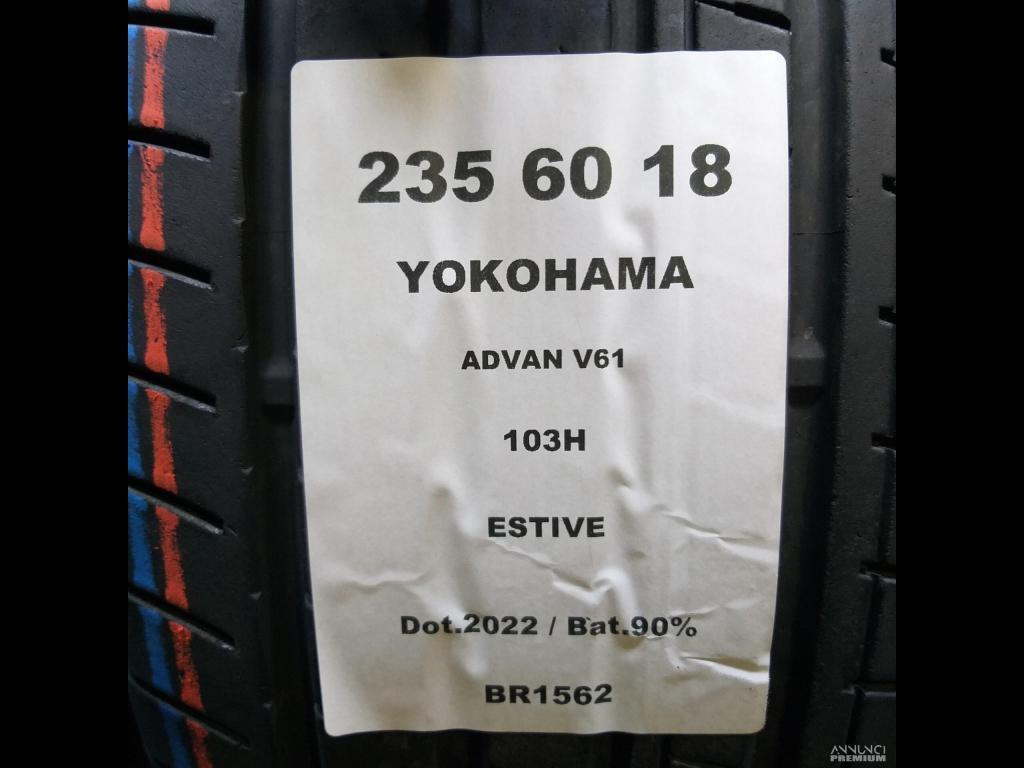 235 60 18
YOKOHAMA
ADVAN V61
103H
ESTIVE
Dot.2022 / Bat.90%
BR1562
ANNUNCI
PREMIUM